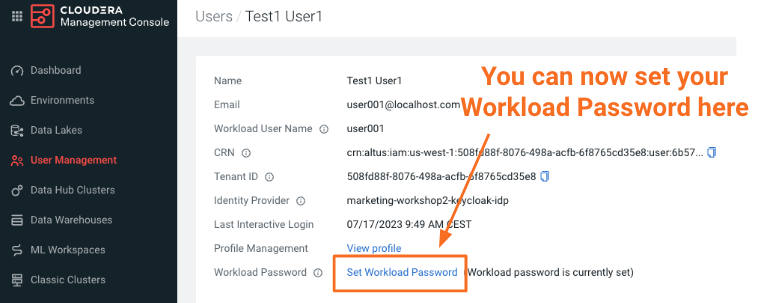 CLOUDERA
Management Console
Users / Test1 User1
Dashboard
Environments
Data Lakes
User Management
Data Hub Clusters
Data Warehouses
ML Workspaces
Classic Clusters
You can now set your
Workload Password here
Name Test1 User1
Email user001@localhost.com
Workload User Name user001
CRN crn:altus:iam:us-west-1:508fd88f-8076-498a-acfb-6f8765cd35e8:user:6b57...
Tenant ID 508fd88f-8076-498a-acfb-6f8765cd35e8
Identity Provider marketing-workshop2-keycloak-idp
Last Interactive Login 07/17/2023 9:49 AM CEST
Profile Management View profile
Workload Password Set Workload Password (Workload password is currently set)